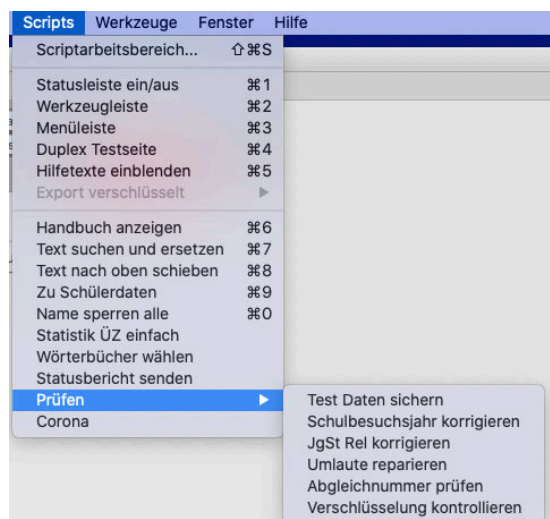 Scripts Werkzeuge Fenster Hilfe
Scriptarbeitsbereich... ⇧⌘S
Statusleiste ein/aus ⌘1
Werkzeugleiste ⌘2
Menüleiste ⌘3
Duplex Testseite ⌘4
Hilfetexte einblenden ⌘5
Export verschlüsselt ▶
Handbuch anzeigen ⌘6
Text suchen und ersetzen ⌘7
Text nach oben schieben ⌘8
Zu Schülerdaten ⌘9
Name sperren alle ⌘0
Statistik ÜZ einfach
Wörterbücher wählen
Statusbericht senden
Prüfen ▶
Corona
Test Daten sichern
Schulbesuchsjahr korrigieren
JgSt Rel korrigieren
Umlaute reparieren
Abgleichnummer prüfen
Verschlüsselung kontrollieren